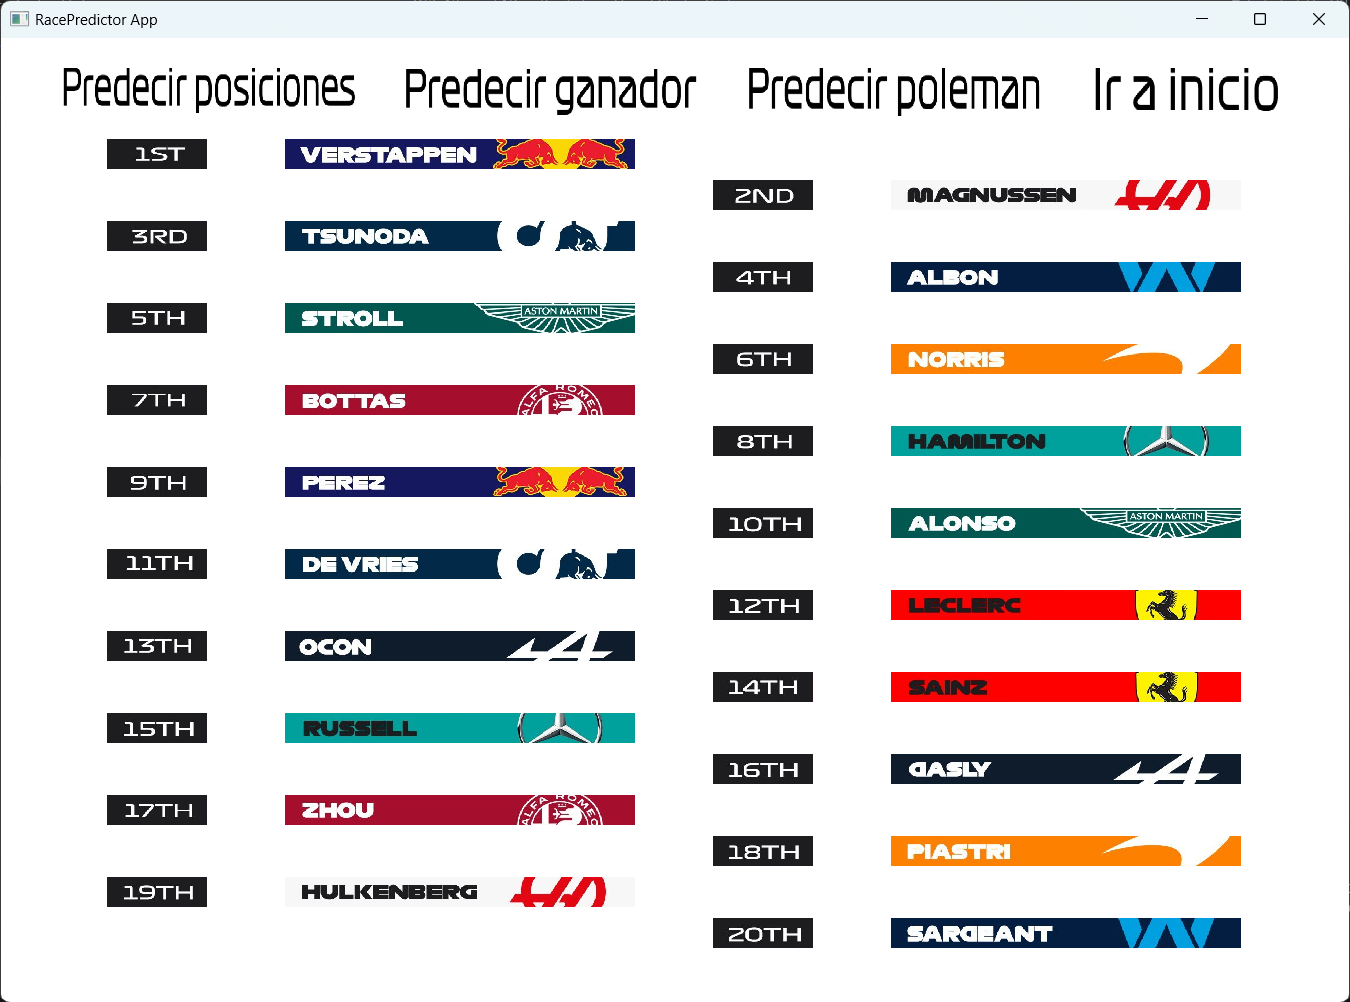 RacePredictor App
Predecir posiciones Predecir ganador Predecir poleman Ir a inicio
1ST VERSTAPPEN
2ND MAGNUSSEN
3RD TSUNODA
4TH ALBON
5TH STROLL ASTON MARTIN
6TH NORRIS
7TH BOTTAS ALFA ROMEO
8TH HAMILTON
9TH PEREZ
10TH ALONSO ASTON MARTIN
11TH DE VRIES
12TH LECLERC
13TH OCON
14TH SAINZ
15TH RUSSELL
16TH GASLY
17TH ZHOU ALFA ROMEO
18TH PIASTRI
19TH HULKENBERG
20TH SARGEANT